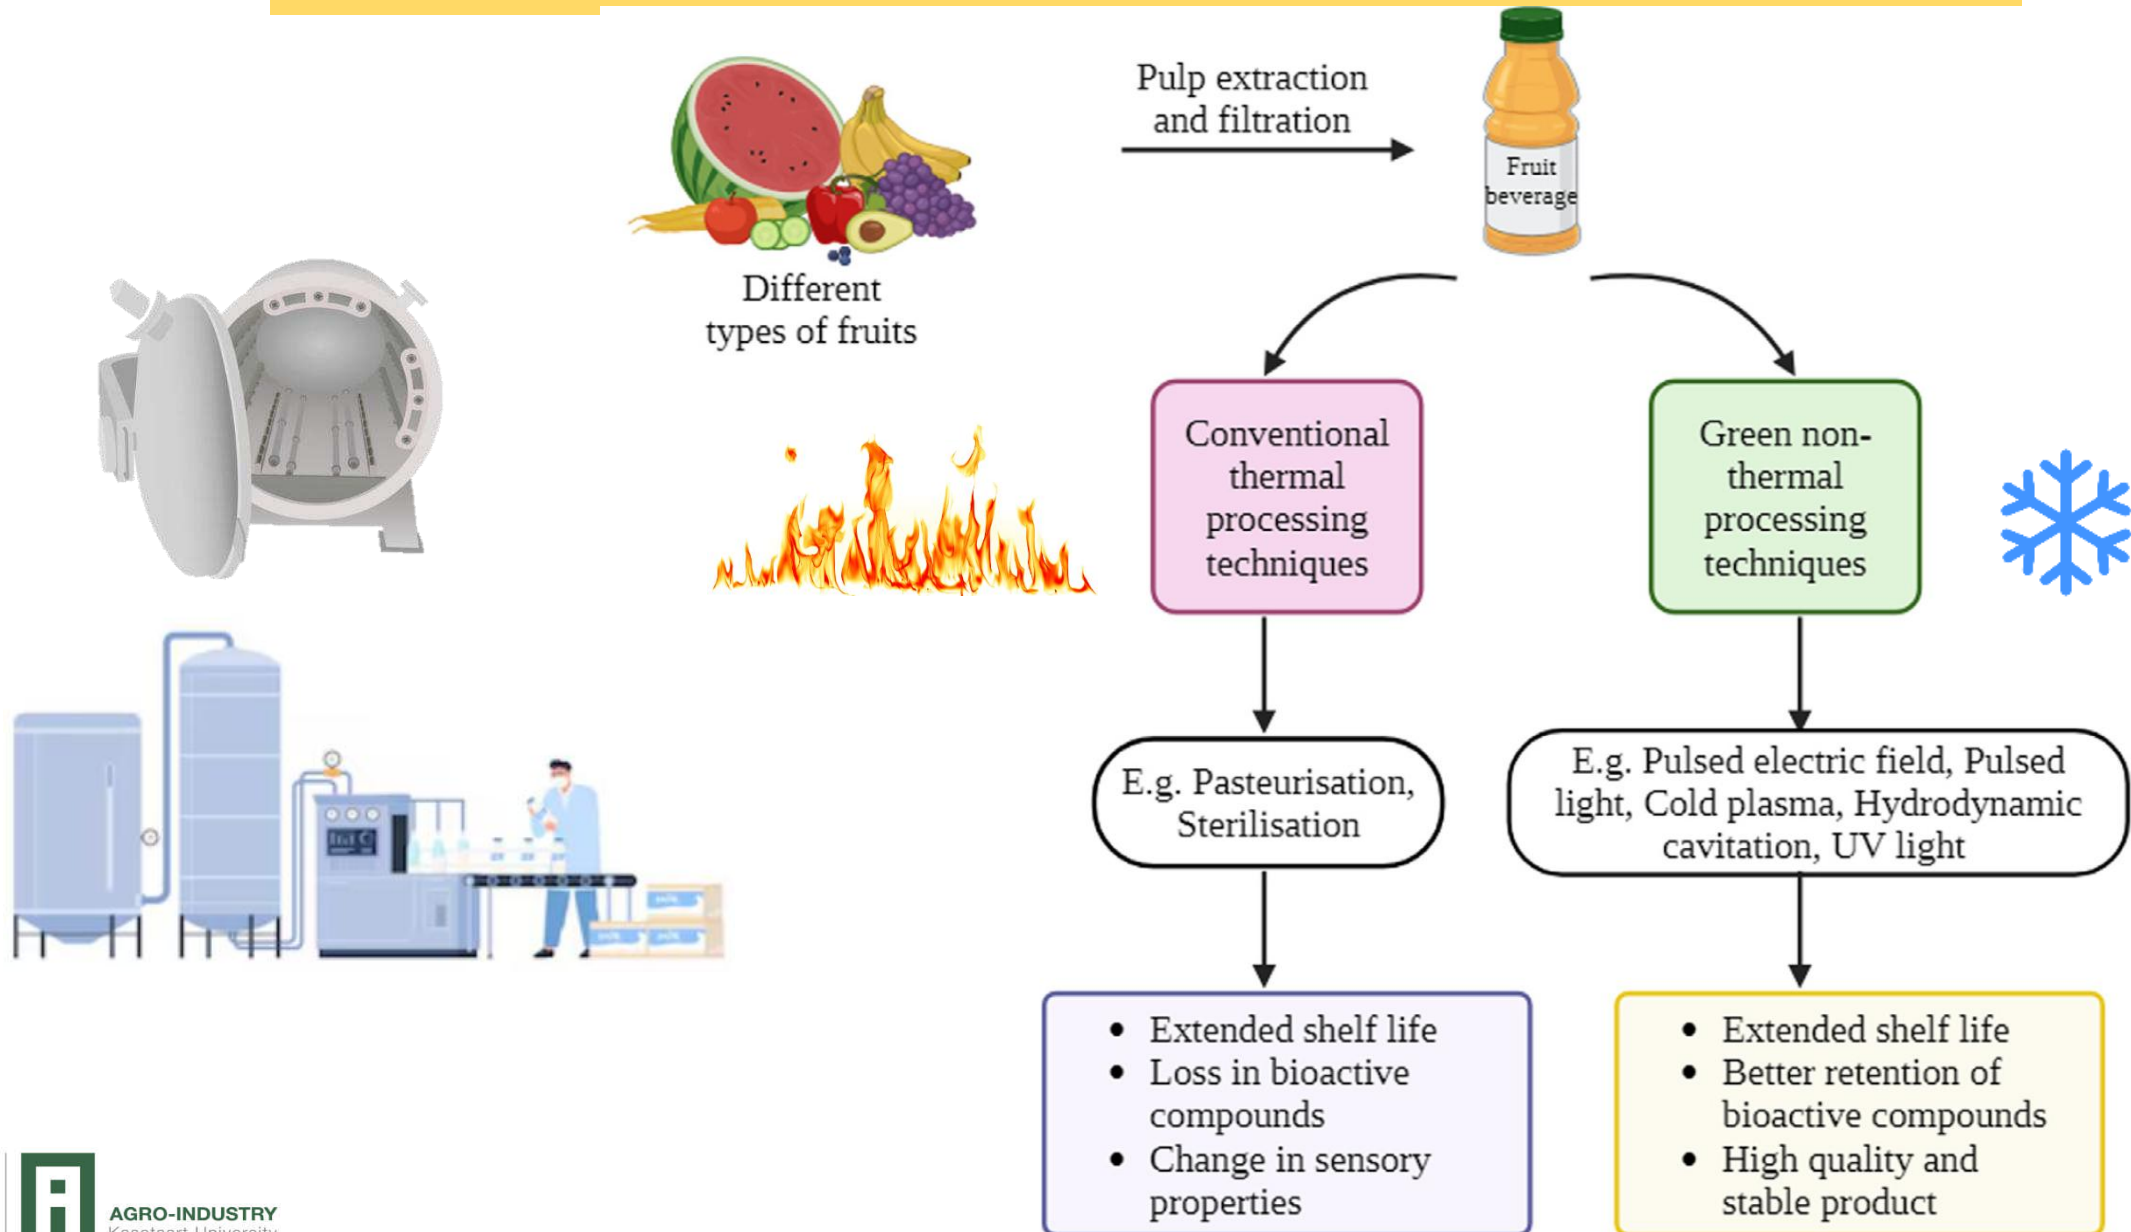 Pulp extraction
and filtration
Fruit
beverage
Different
types of fruits
Conventional
thermal
processing
techniques
Green non-
thermal
processing
techniques
E.g. Pasteurisation,
Sterilisation
E.g. Pulsed electric field, Pulsed
light, Cold plasma, Hydrodynamic
cavitation, UV light
• Extended shelf life
• Loss in bioactive
compounds
• Change in sensory
properties
• Extended shelf life
• Better retention of
bioactive compounds
• High quality and
stable product
AGRO-INDUSTRY
Kasetsart University